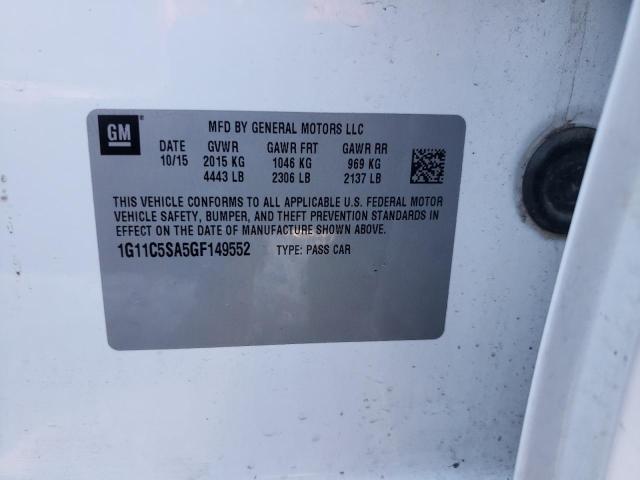 GM
MFD BY GENERAL MOTORS LLC
DATE GVWR GAWR FRT GAWR RR
10/15 2015 KG 1046 KG 969 KG
4443 LB 2306 LB 2137 LB
THIS VEHICLE CONFORMS TO ALL APPLICABLE U.S. FEDERAL MOTOR
VEHICLE SAFETY, BUMPER, AND THEFT PREVENTION STANDARDS IN
EFFECT ON THE DATE OF MANUFACTURE SHOWN ABOVE.
1G11C5SA5GF149552 TYPE: PASS CAR